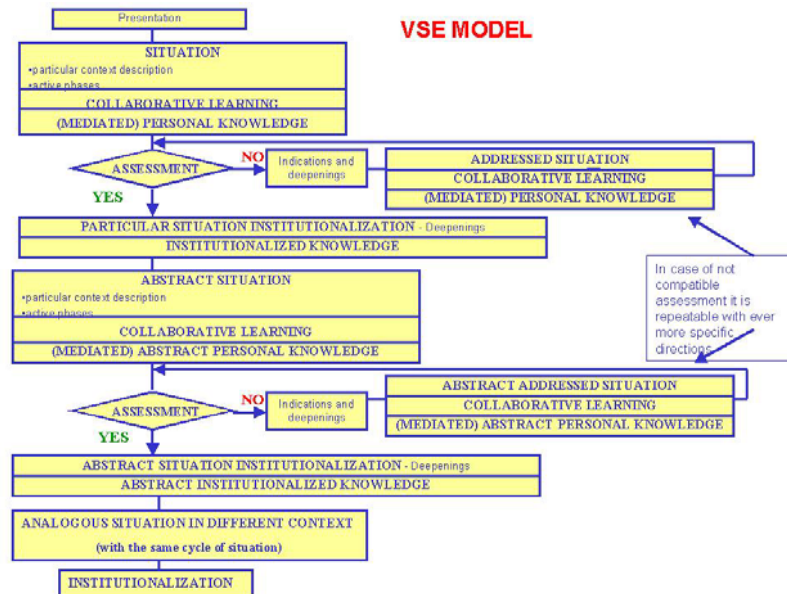 Presentation
VSE MODEL
SITUATION
•particular context description
•active phases
COLLABORATIVE LEARNING
(MEDIATED) PERSONAL KNOWLEDGE
ASSESSMENT
NO
YES
Indications and
deepenings
ADDRESSED SITUATION
COLLABORATIVE LEARNING
(MEDIATED) PERSONAL KNOWLEDGE
PARTICULAR SITUATION INSTITUTIONALIZATION - Deepenings
INSTITUTIONALIZED KNOWLEDGE
In case of not
compatible
assessment it is
repeatable with ever
more specific
directions
ABSTRACT SITUATION
•particular context description
•active phases
COLLABORATIVE LEARNING
(MEDIATED) ABSTRACT PERSONAL KNOWLEDGE
ASSESSMENT
NO
YES
Indications and
deepenings
ABSTRACT ADDRESSED SITUATION
COLLABORATIVE LEARNING
(MEDIATED) ABSTRACT PERSONAL KNOWLEDGE
ABSTRACT SITUATION INSTITUTIONALIZATION - Deepenings
ABSTRACT INSTITUTIONALIZED KNOWLEDGE
ANALOGOUS SITUATION IN DIFFERENT CONTEXT
(with the same cycle of situation)
INSTITUTIONALIZATION